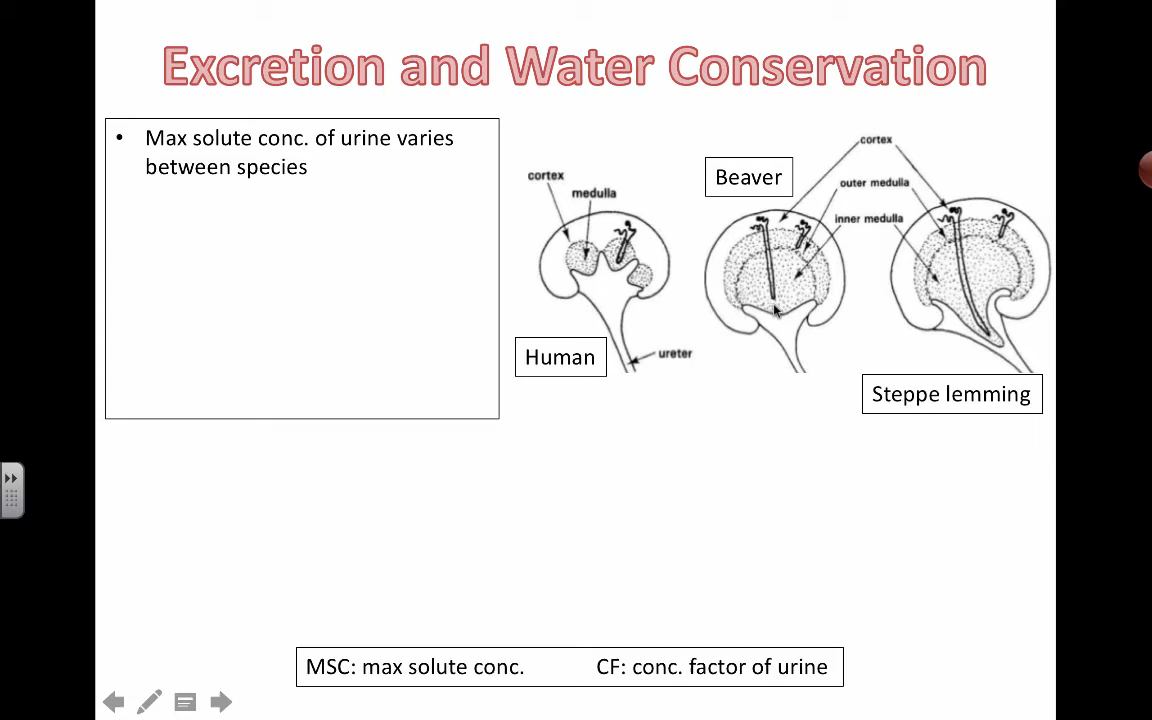 Excretion and Water Conservation
• Max solute conc. of urine varies
between species
cortex
medulla
Human
ureter
Beaver
cortex
outer medulla
inner medulla
Steppe lemming
MSC: max solute conc. CF: conc. factor of urine